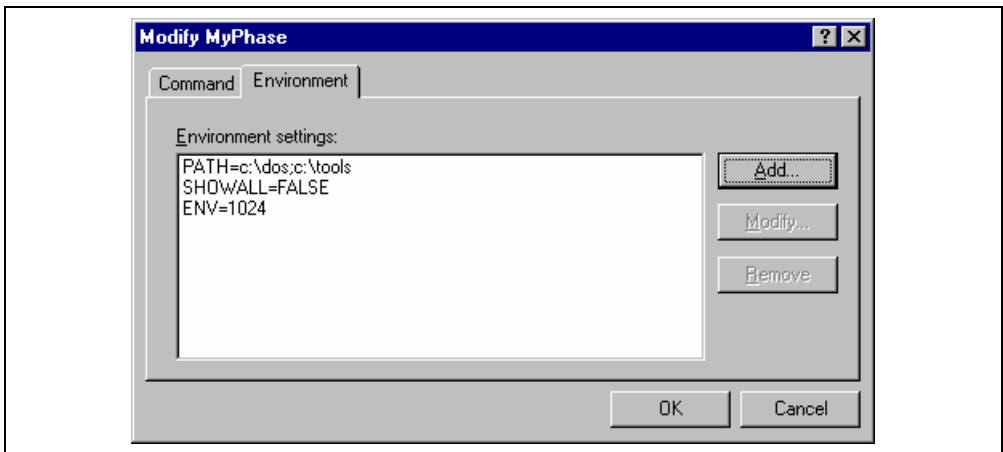 Modify MyPhase
Command Environment
Environment settings:
PATH=c:\dos;c:\tools
SHOWALL=FALSE
ENV=1024
Add...
Modify...
Remove
OK Cancel